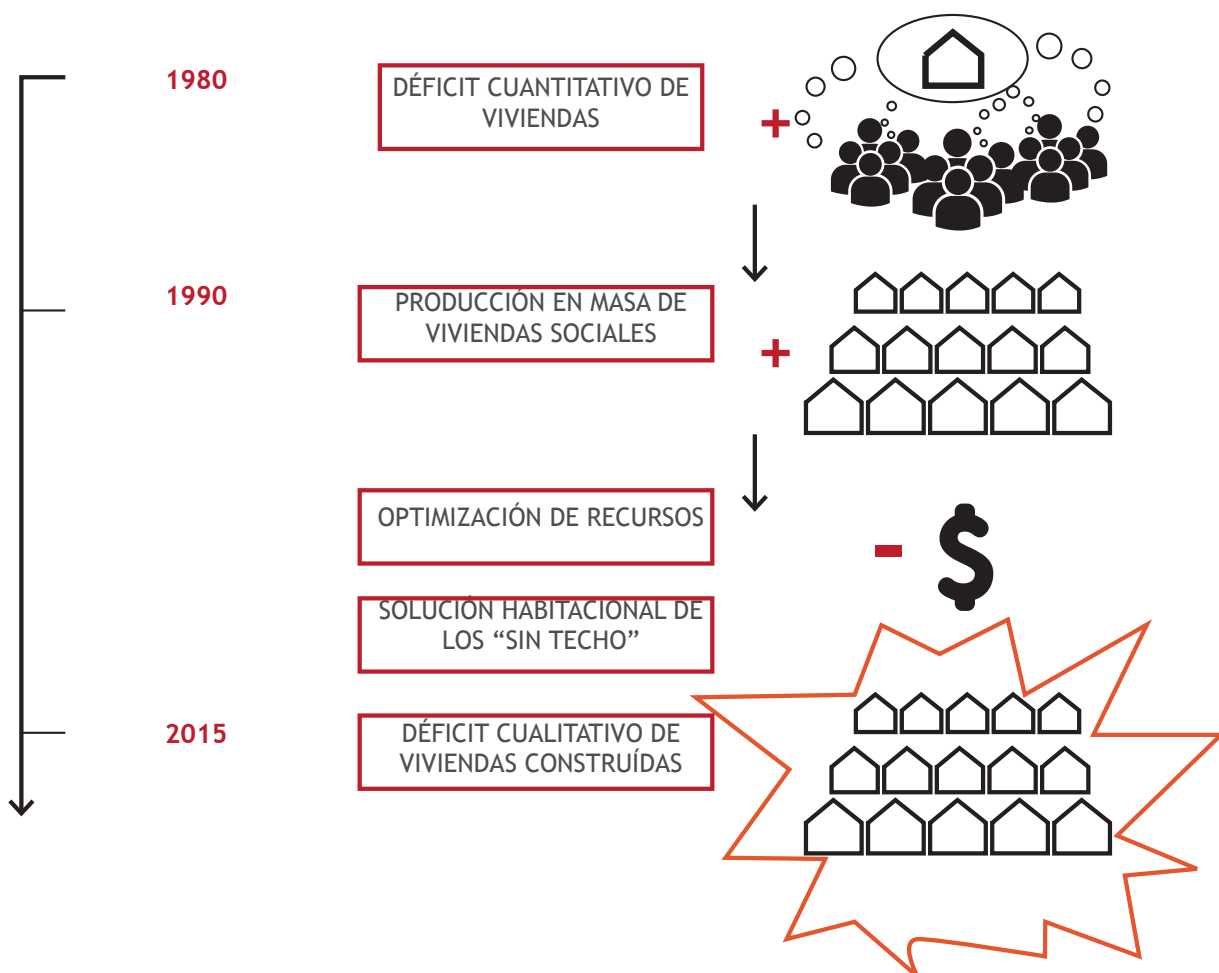 1980
DÉFICIT CUANTITATIVO DE
VIVIENDAS
+
1990
PRODUCCIÓN EN MASA DE
VIVIENDAS SOCIALES
+
OPTIMIZACIÓN DE RECURSOS
- $
SOLUCIÓN HABITACIONAL DE
LOS “SIN TECHO”
2015
DÉFICIT CUALITATIVO DE
VIVIENDAS CONSTRUÍDAS